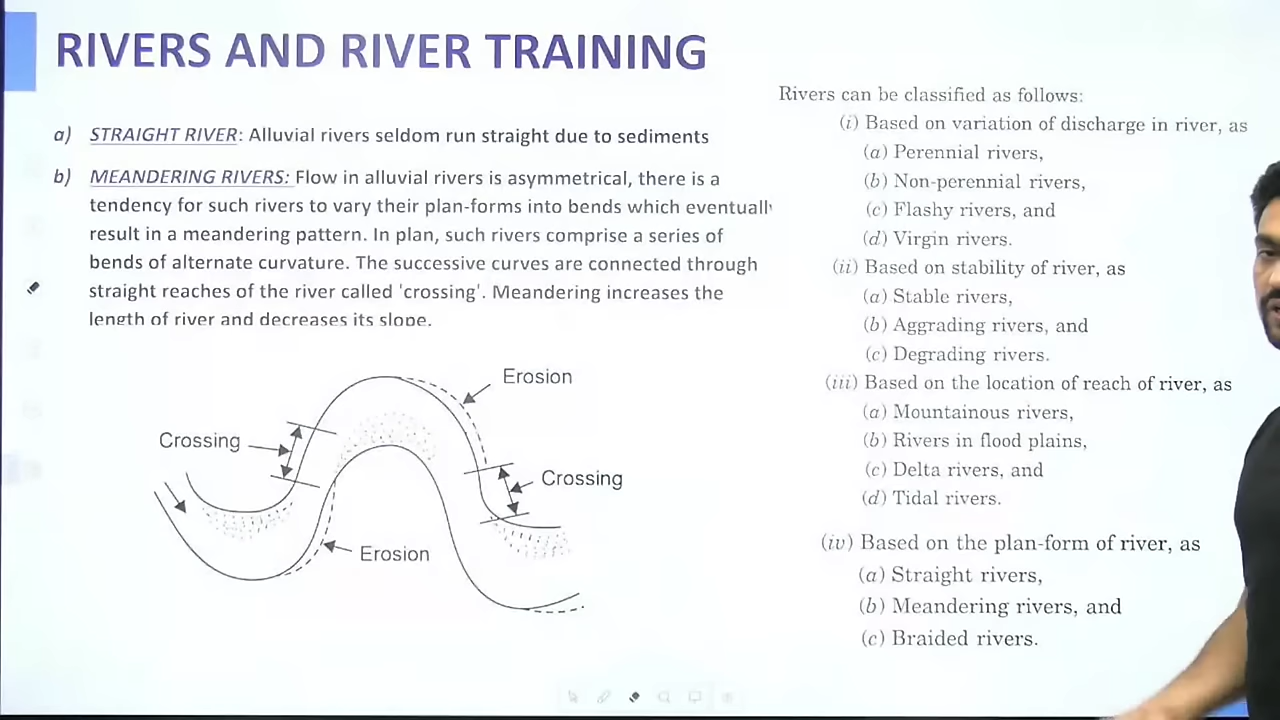 RIVERS AND RIVER TRAINING
a) STRAIGHT RIVER: Alluvial rivers seldom run straight due to sediments
b) MEANDERING RIVERS: Flow in alluvial rivers is asymmetrical, there is a
tendency for such rivers to vary their plan-forms into bends which eventually
result in a meandering pattern. In plan, such rivers comprise a series of
bends of alternate curvature. The successive curves are connected through
straight reaches of the river called 'crossing'. Meandering increases the
length of river and decreases its slope.
Erosion
Crossing
Crossing
Erosion
Rivers can be classified as follows:
(i) Based on variation of discharge in river, as
(a) Perennial rivers,
(b) Non-perennial rivers,
(c) Flashy rivers, and
(d) Virgin rivers.
(ii) Based on stability of river, as
(a) Stable rivers,
(b) Aggrading rivers, and
(c) Degrading rivers.
(iii) Based on the location of reach of river, as
(a) Mountainous rivers,
(b) Rivers in flood plains,
(c) Delta rivers, and
(d) Tidal rivers.
(iv) Based on the plan-form of river, as
(a) Straight rivers,
(b) Meandering rivers, and
(c) Braided rivers.